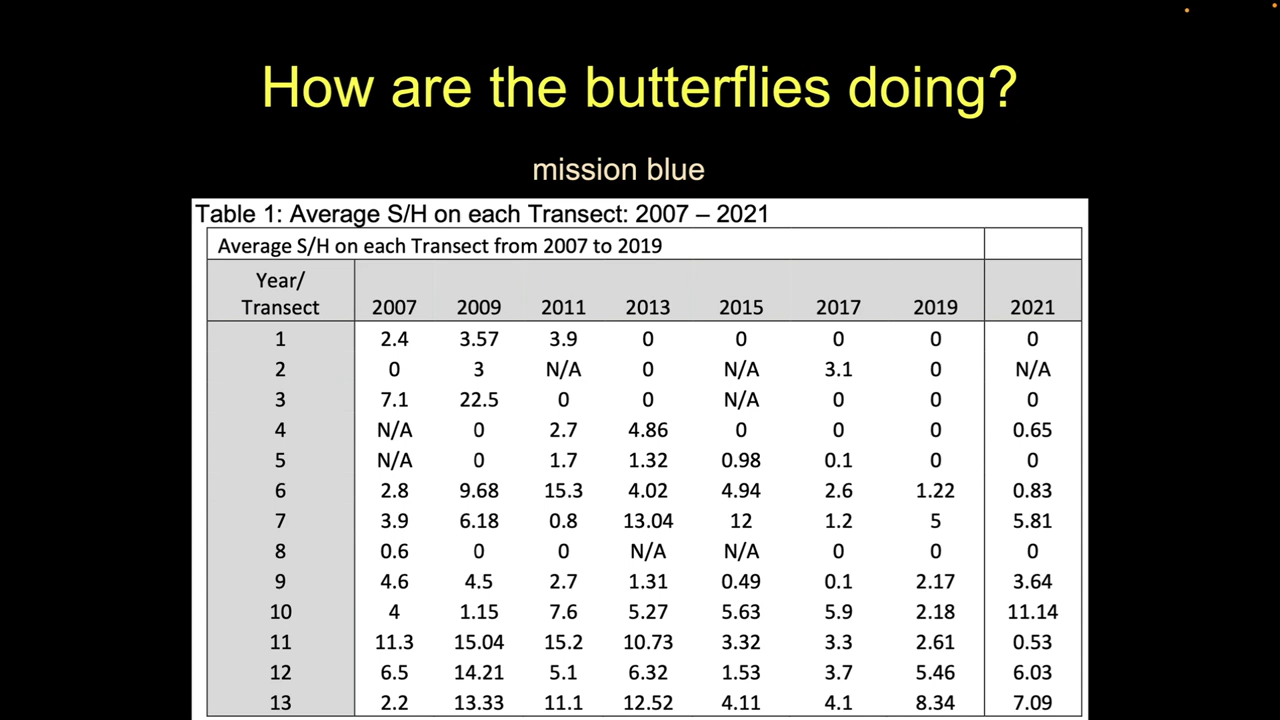 How are the butterflies doing?
mission blue
Table 1: Average S/H on each Transect: 2007 – 2021
Average S/H on each Transect from 2007 to 2019
Year/
Transect 2007 2009 2011 2013 2015 2017 2019 2021
1 2.4 3.57 3.9 0 0 0 0 0
2 0 3 N/A 0 N/A 3.1 0 N/A
3 7.1 22.5 0 0 N/A 0 0 0
4 N/A 0 2.7 4.86 0 0 0 0.65
5 N/A 0 1.7 1.32 0.98 0.1 0 0
6 2.8 9.68 15.3 4.02 4.94 2.6 1.22 0.83
7 3.9 6.18 0.8 13.04 12 1.2 5 5.81
8 0.6 0 0 N/A N/A 0 0 0
9 4.6 4.5 2.7 1.31 0.49 0.1 2.17 3.64
10 4 1.15 7.6 5.27 5.63 5.9 2.18 11.14
11 11.3 15.04 15.2 10.73 3.32 3.3 2.61 0.53
12 6.5 14.21 5.1 6.32 1.53 3.7 5.46 6.03
13 2.2 13.33 11.1 12.52 4.11 4.1 8.34 7.09